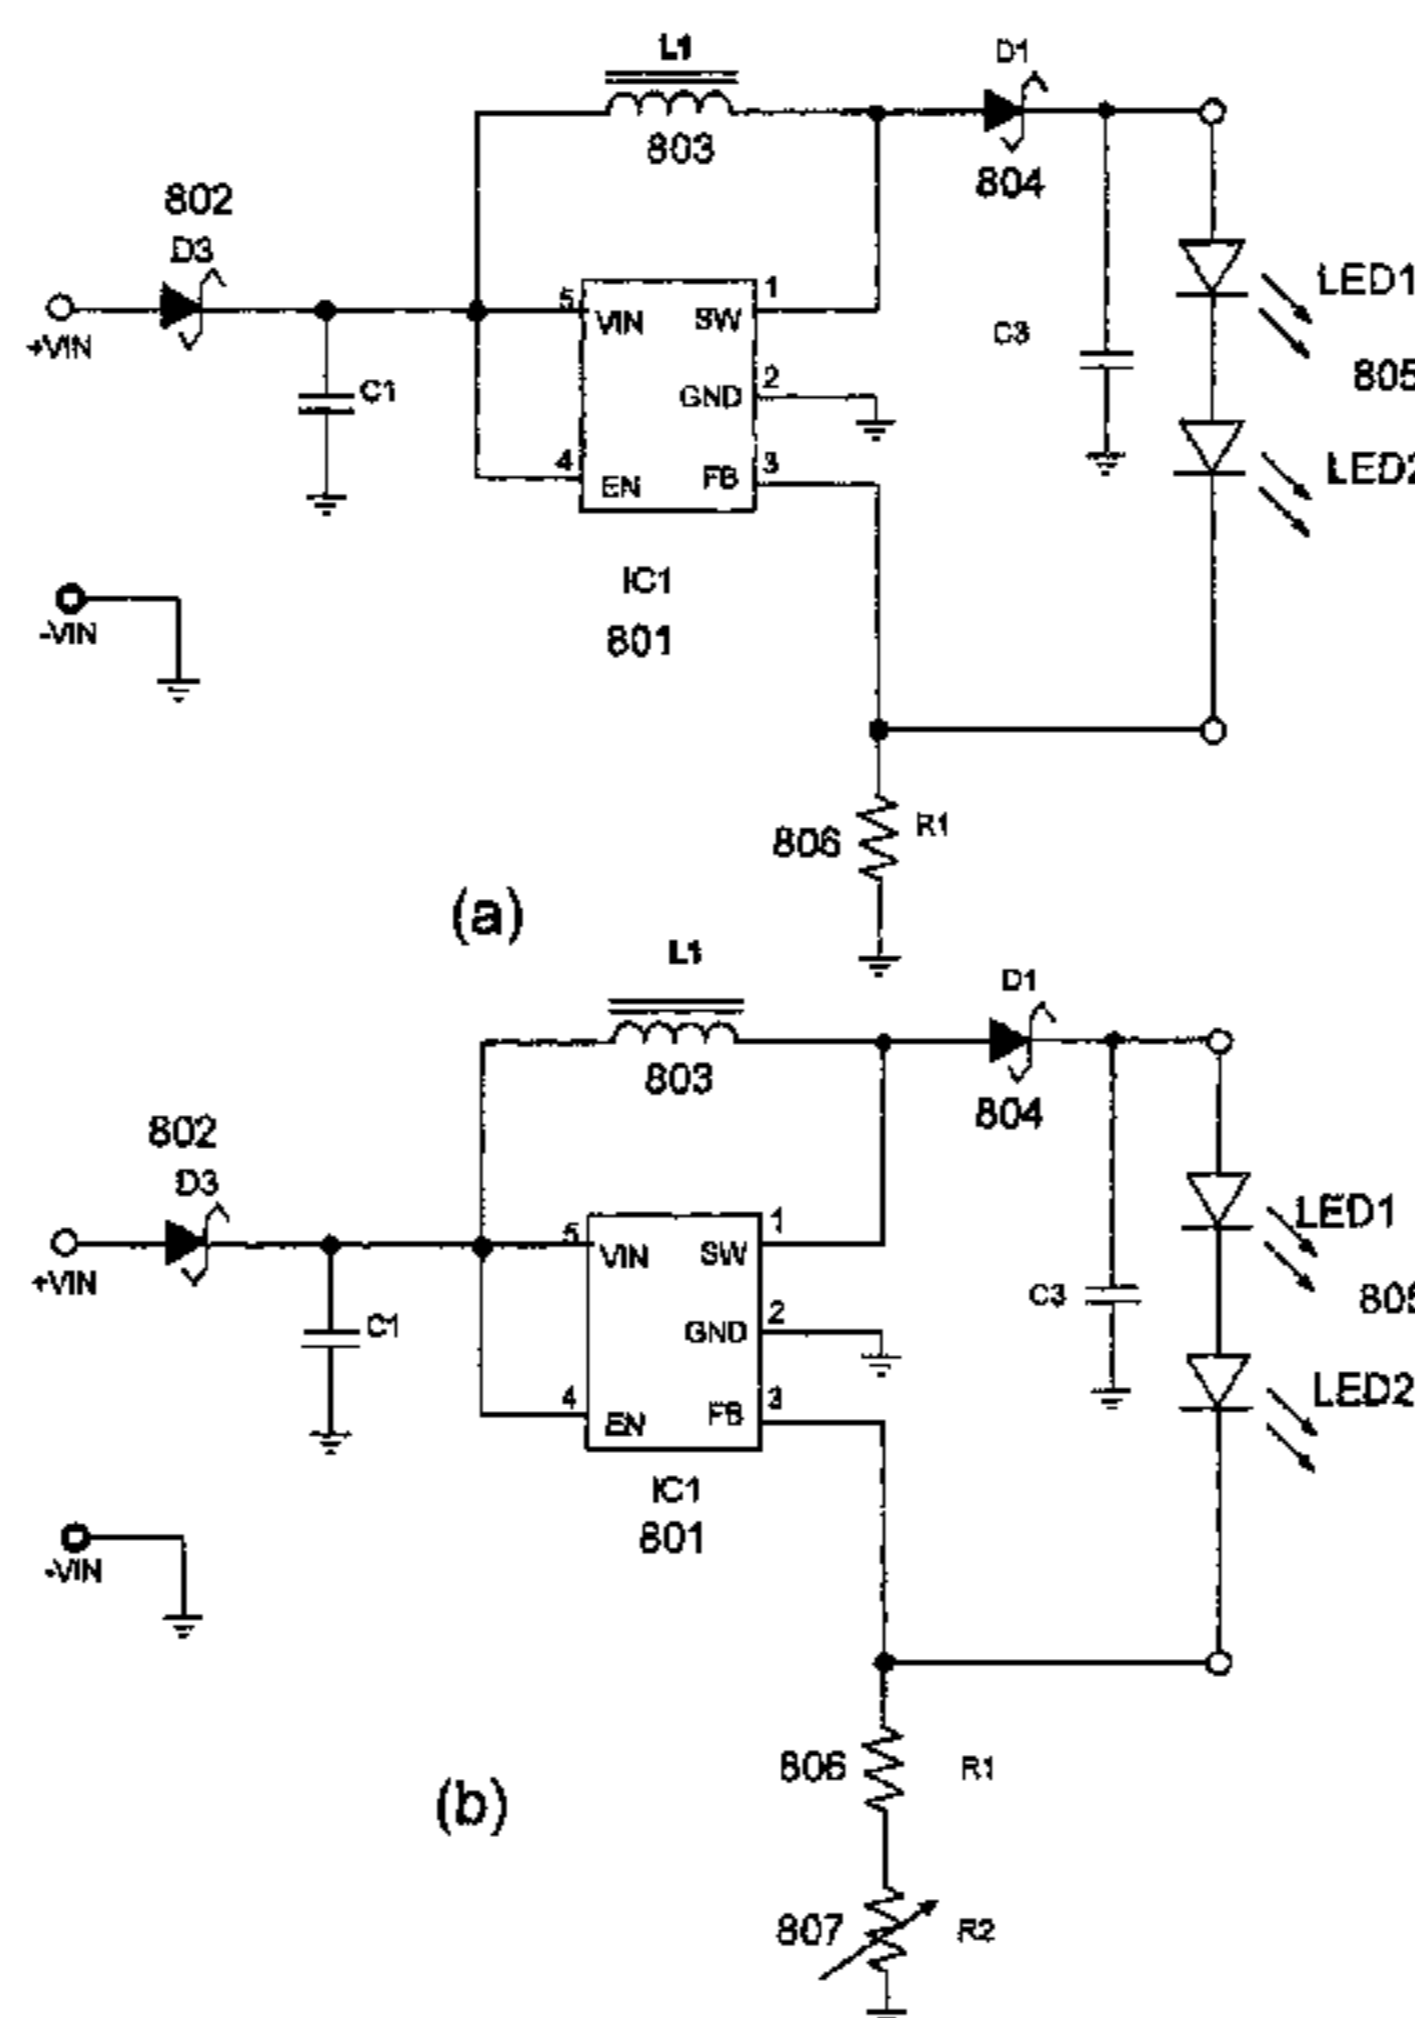 L1
803
D1
804
802
D3
+VIN
C1
5
VIN
SW
1
GND
2
4
EN
FB
3
IC1
801
C3
LED1
805
LED2
-VIN
806
R1
(a)
L1
803
D1
804
802
D3
+VIN
C1
5
VIN
SW
1
GND
2
4
EN
FB
3
IC1
801
C3
LED1
LED2
-VIN
806
R1
(b)
807
R2